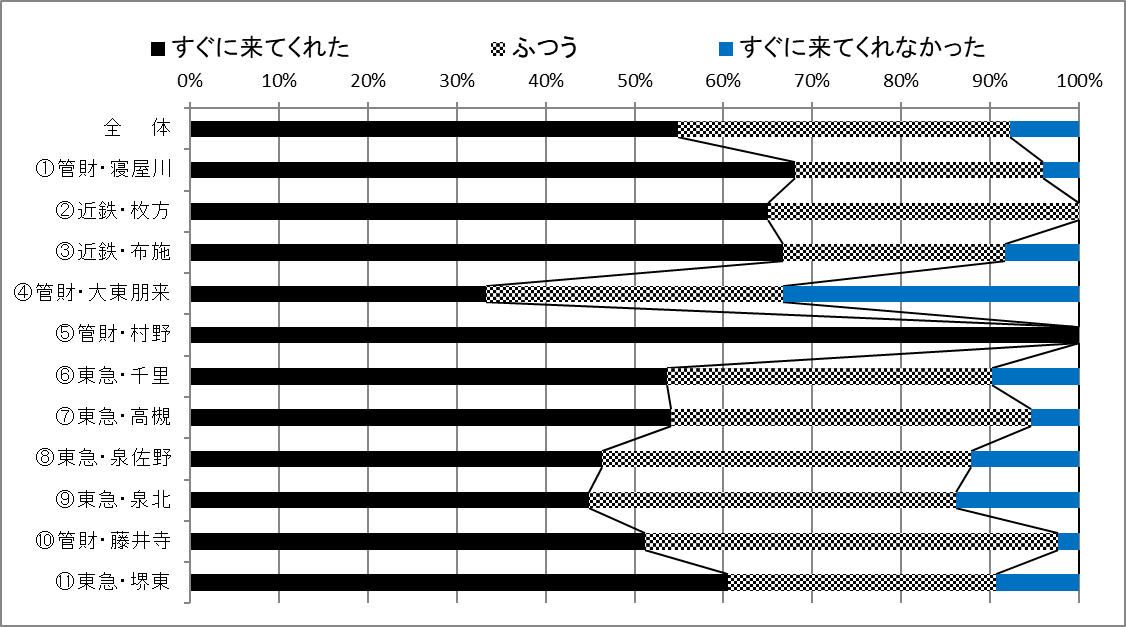 すぐに来てくれた ふつう すぐに来てくれなかった
0% 10% 20% 30% 40% 50% 60% 70% 80% 90% 100%
全 体
①管財・寝屋川
②近鉄・枚方
③近鉄・布施
④管財・大東朋来
⑤管財・村野
⑥東急・千里
⑦東急・高槻
⑧東急・泉佐野
⑨東急・泉北
⑩管財・藤井寺
⑪東急・堺東